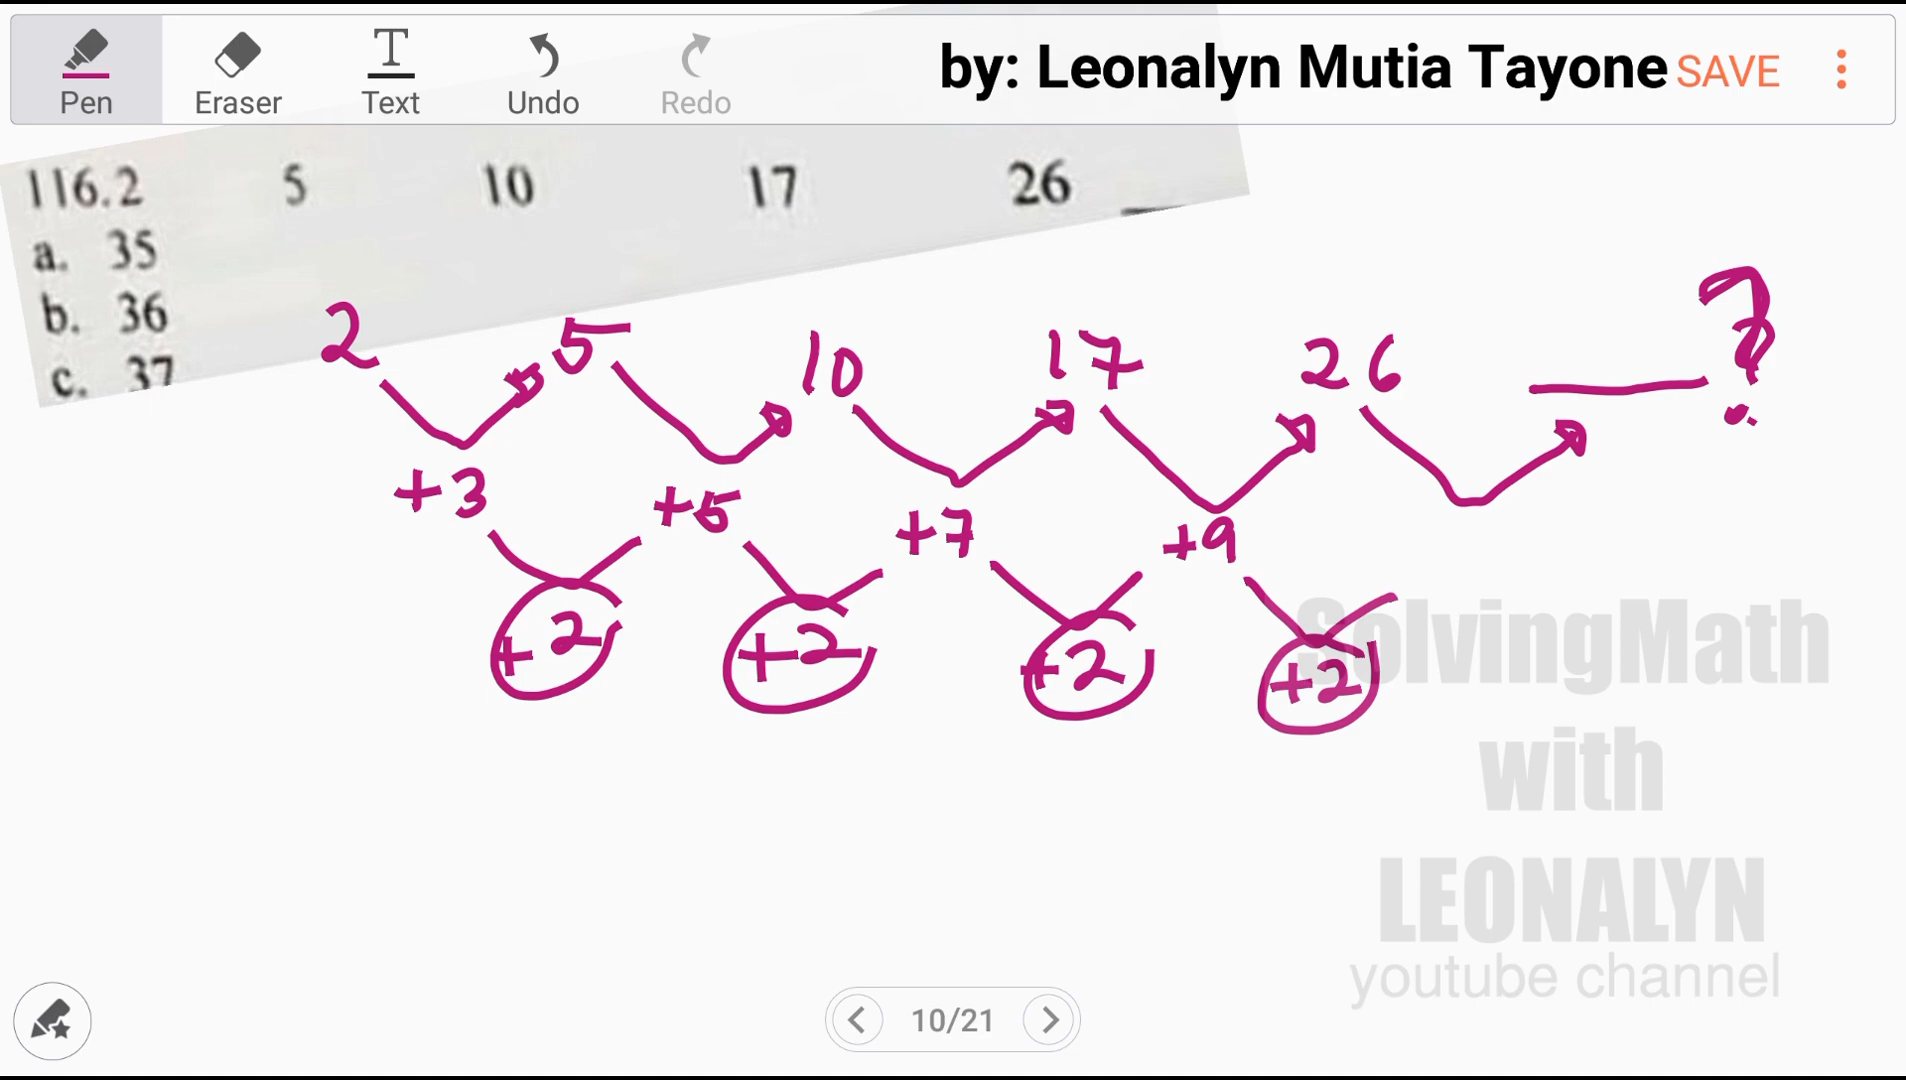 Pen Eraser Text Undo Redo by: Leonalyn Mutia Tayone SAVE
116.2 5 10 17 26 __
a. 35
b. 36
c. 37
2 5 10 17 26 ___?
+3 +5 +7 +9
+2 +2 +2 +2
SolvingMath
with
LEONALYN
youtube channel
10/21